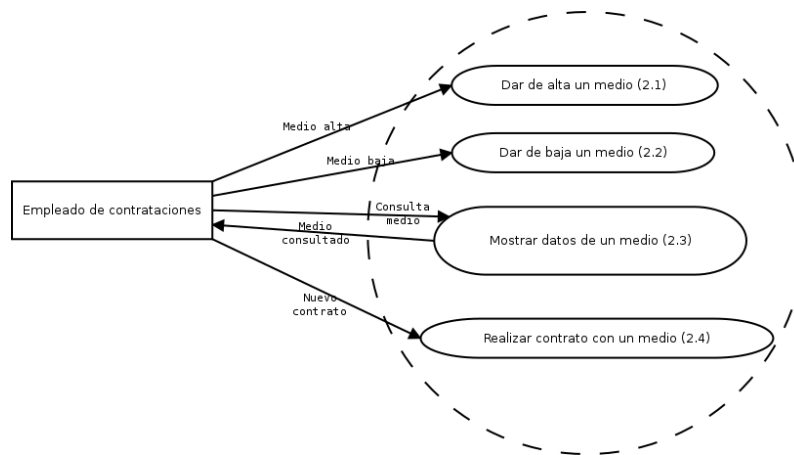 Dar de alta un medio (2.1)
Medio alta
Dar de baja un medio (2.2)
Medio baja
Empleado de contrataciones
Consulta
medio
Medio
consultado
Mostrar datos de un medio (2.3)
Nuevo
contrato
Realizar contrato con un medio (2.4)